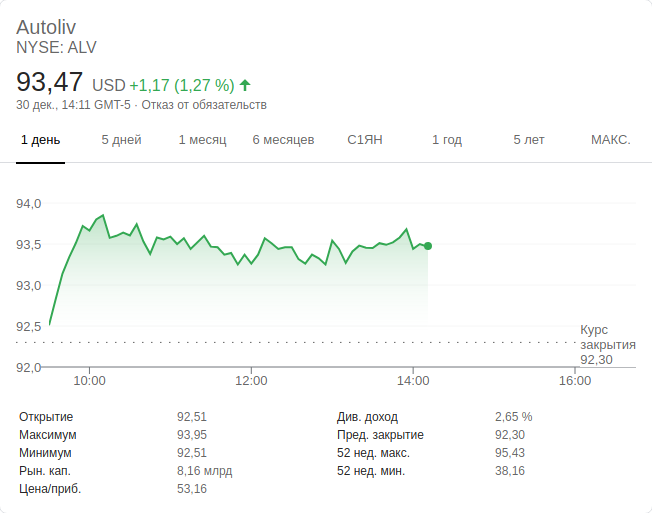 Autoliv
NYSE: ALV
93,47 USD +1,17 (1,27 %)
30 дек., 14:11 GMT-5 · Отказ от обязательств
1 день 5 дней 1 месяц 6 месяцев С1ЯН 1 год 5 лет МАКС.
94,0
93,5
93,0
92,5
Курс
закрытия
92,30
92,0
10:00 12:00 14:00 16:00
Открытие 92,51 Див. доход 2,65 %
Максимум 93,95 Пред. закрытие 92,30
Минимум 92,51 52 нед. макс. 95,43
Рын. кап. 8,16 млрд 52 нед. мин. 38,16
Цена/приб. 53,16